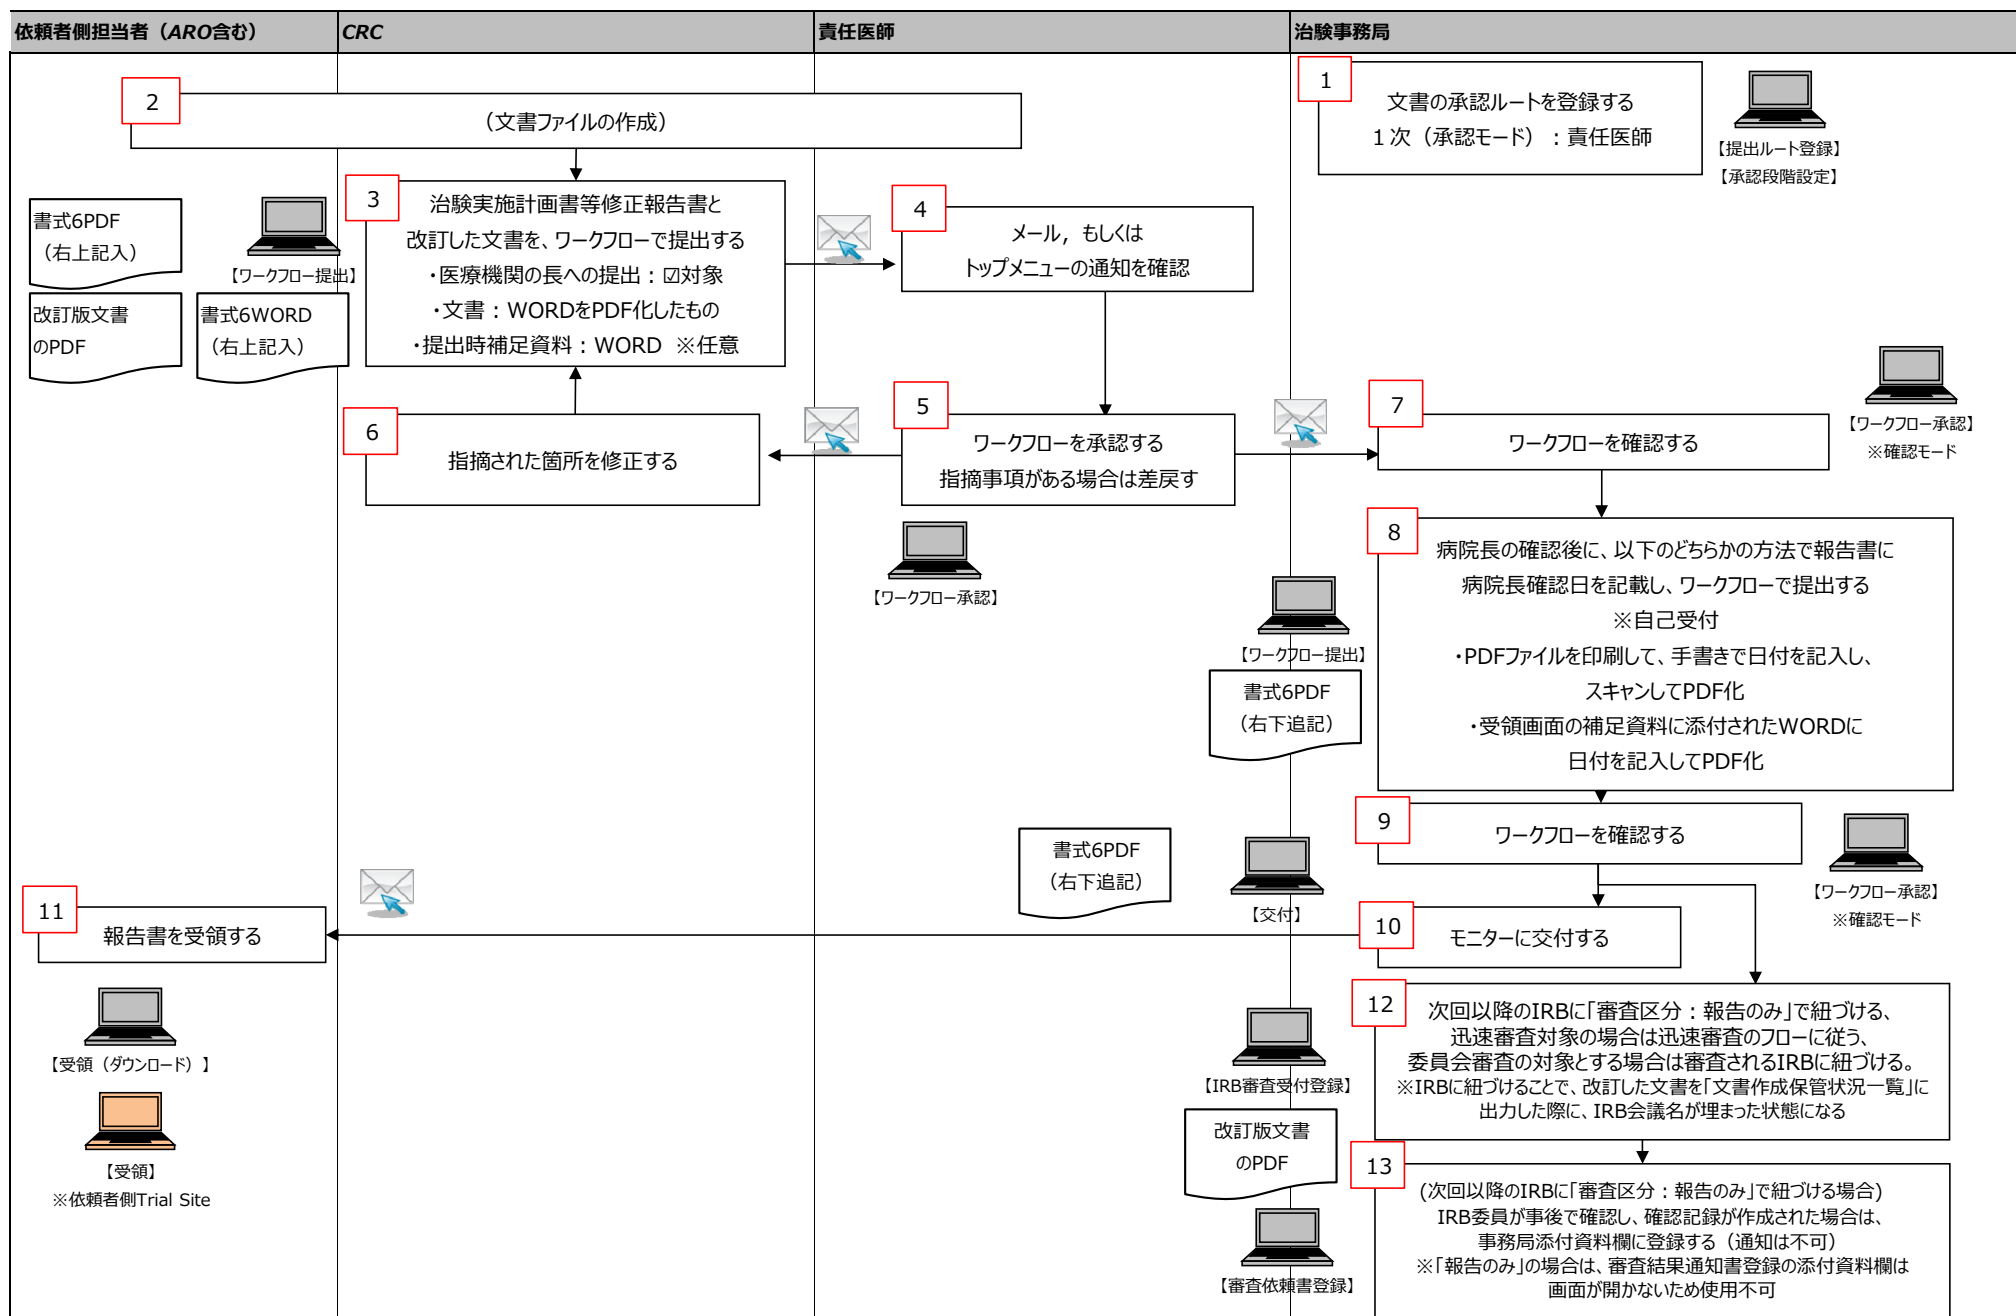 依頼者側担当者（ARO含む）
CRC
責任医師
治験事務局
1
文書の承認ルートを登録する
１次（承認モード）：責任医師
【提出ルート登録】
【承認段階設定】
2
（文書ファイルの作成）
3
治験実施計画書等修正報告書と
改訂した文書を、ワークフローで提出する
・医療機関の長への提出：☑対象
・文書：WORDをPDF化したもの
・提出時補足資料：WORD　※任意
書式6PDF
（右上記入）
【ワークフロー提出】
改訂版文書
のPDF
書式6WORD
（右上記入）
4
メール，もしくは
トップメニューの通知を確認
5
ワークフローを承認する
指摘事項がある場合は差戻す
【ワークフロー承認】
6
指摘された箇所を修正する
7
ワークフローを確認する
【ワークフロー承認】
※確認モード
8
病院長の確認後に、以下のどちらかの方法で報告書に
病院長確認日を記載し、ワークフローで提出する
※自己受付
・PDFファイルを印刷して、手書きで日付を記入し、
スキャンしてPDF化
・受領画面の補足資料に添付されたWORDに
日付を記入してPDF化
【ワークフロー提出】
書式6PDF
（右下追記）
9
ワークフローを確認する
【ワークフロー承認】
※確認モード
書式6PDF
（右下追記）
【交付】
10
モニターに交付する
11
報告書を受領する
【受領（ダウンロード）】
【受領】
※依頼者側Trial Site
12
次回以降のIRBに「審査区分：報告のみ」で紐づける、
迅速審査対象の場合は迅速審査のフローに従う、
委員会審査の対象とする場合は審査されるIRBに紐づける。
※IRBに紐づけることで、改訂した文書を「文書作成保管状況一覧」に
出力した際に、IRB会議名が埋まった状態になる
【IRB審査受付登録】
改訂版文書
のPDF
13
(次回以降のIRBに「審査区分：報告のみ」で紐づける場合)
IRB委員が事後で確認し、確認記録が作成された場合は、
事務局添付資料欄に登録する（通知は不可）
※「報告のみ」の場合は、審査結果通知書登録の添付資料欄は
画面が開かないため使用不可
【審査依頼書登録】